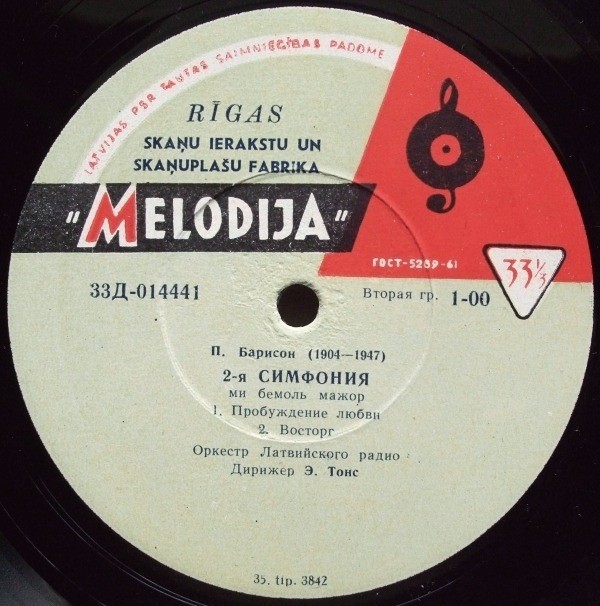 LATVIJAS PSR TAUTAS SAIMNIECĪBAS PADOME
RĪGAS
SKAŅU IERAKSTU UN
SKAŅUPLAŠU FABRIKA
"MELODIJA"
ГОСТ-5289-61
33⅓
33Д-014441
Вторая гр. 1-00
П. Барисон (1904—1947)
2-я СИМФОНИЯ
ми бемоль мажор
1. Пробуждение любви
2. Восторг
Оркестр Латвийского радио
Дирижер Э. Тонс
35. tip. 3842